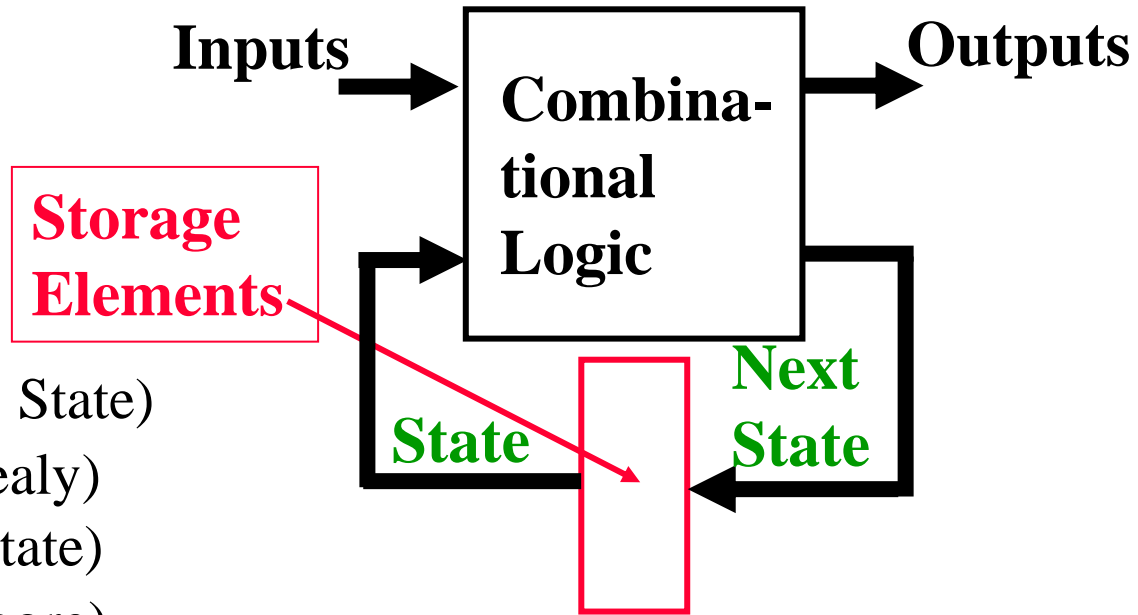 Inputs
Outputs
Combina-
tional
Logic
Storage
Elements
Next
State
State
State)
ealy)
tate)